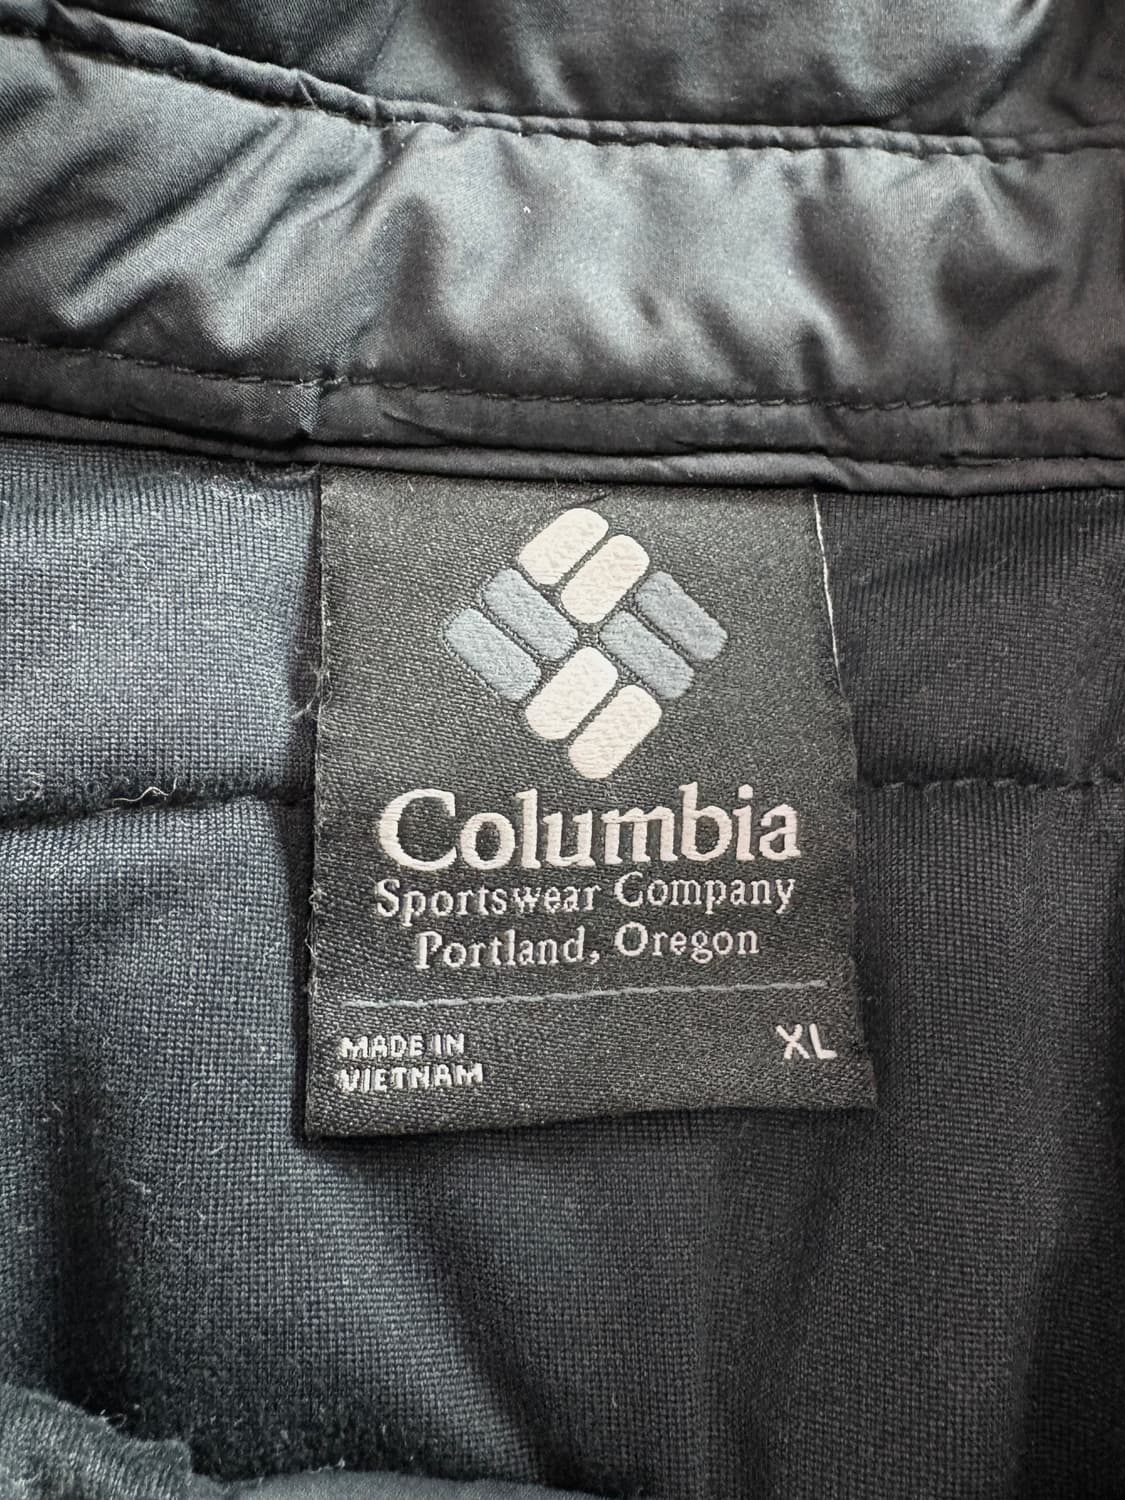 Columbia
Sportswear Company
Portland, Oregon
MADE IN XL
VIETNAM